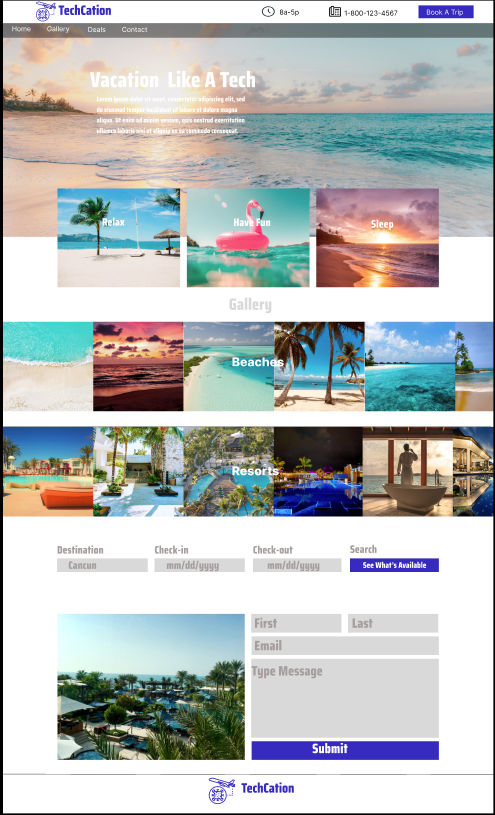 TechCation
8a-5p
1-800-123-4567
Book A Trip
Home
Gallery
Deals
Contact
Vacation Like A Tech
Lorem ipsum dolor sit amet, consectetur adipiscing elit, sed
do eiusmod tempor incididunt ut labore et dolore magna
aliqua. Ut enim ad minim veniam, quis nostrud exercitation
ullamco laboris nisi ut aliquip ex ea commodo consequat.
Relax
Have Fun
Sleep
Gallery
Beaches
Resorts
Destination
Check-in
Check-out
Search
Cancun
mm/dd/yyyy
mm/dd/yyyy
See What's Available
First
Last
Email
Type Message
Submit
TechCation